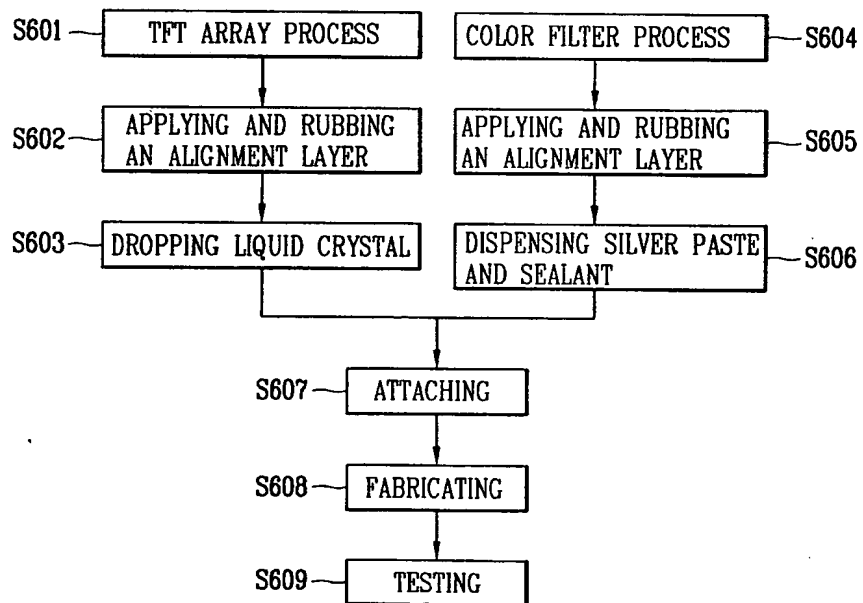 S601
TFT ARRAY PROCESS
COLOR FILTER PROCESS
S604
S602
APPLYING AND RUBBING
AN ALIGNMENT LAYER
APPLYING AND RUBBING
AN ALIGNMENT LAYER
S605
S603
DROPPING LIQUID CRYSTAL
DISPENSING SILVER PASTE
AND SEALANT
S606
S607
ATTACHING
S608
FABRICATING
S609
TESTING